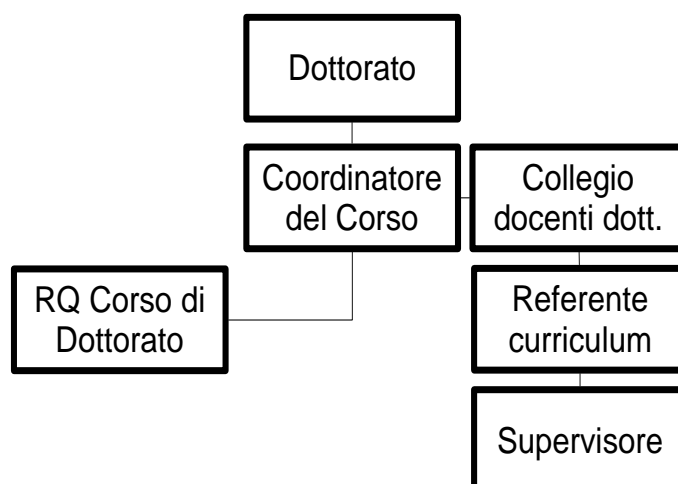 Dottorato
Coordinatore
del Corso
Collegio
docenti dott.
RQ Corso di
Dottorato
Referente
curriculum
Supervisore